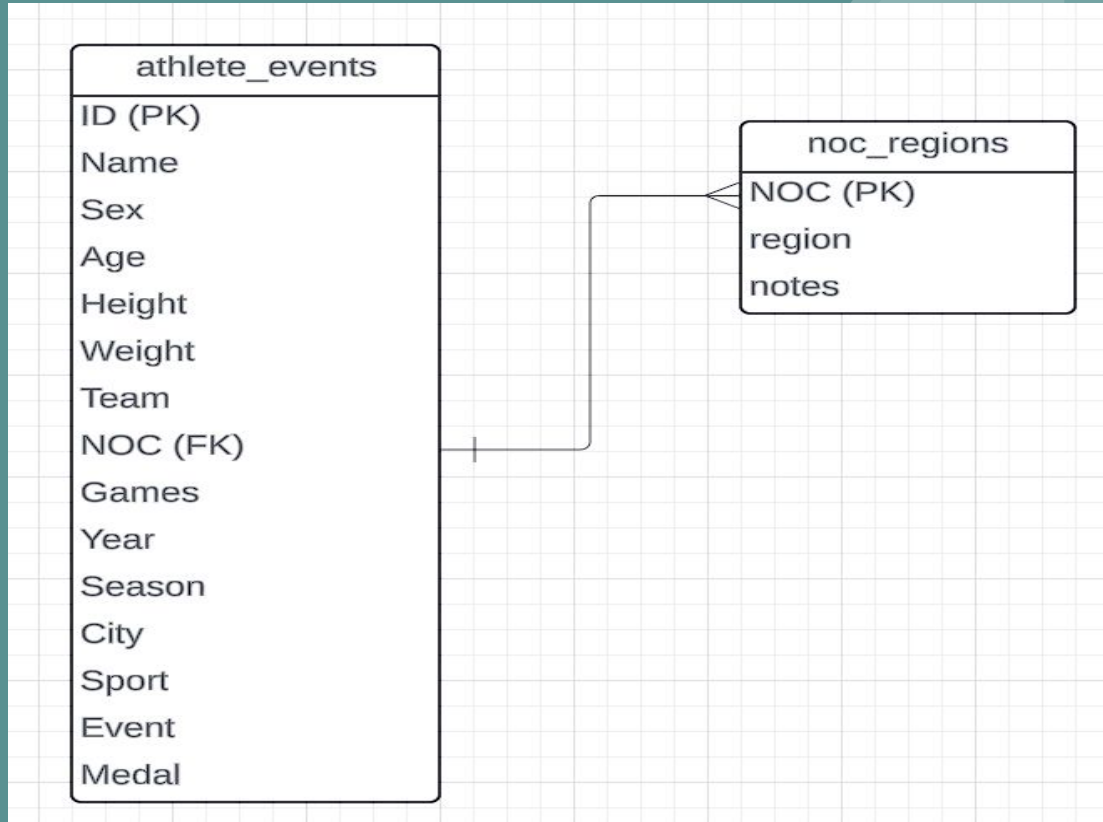 athlete_events
ID (PK)
Name
Sex
Age
Height
Weight
Team
NOC (FK)
Games
Year
Season
City
Sport
Event
Medal
noc_regions
NOC (PK)
region
notes